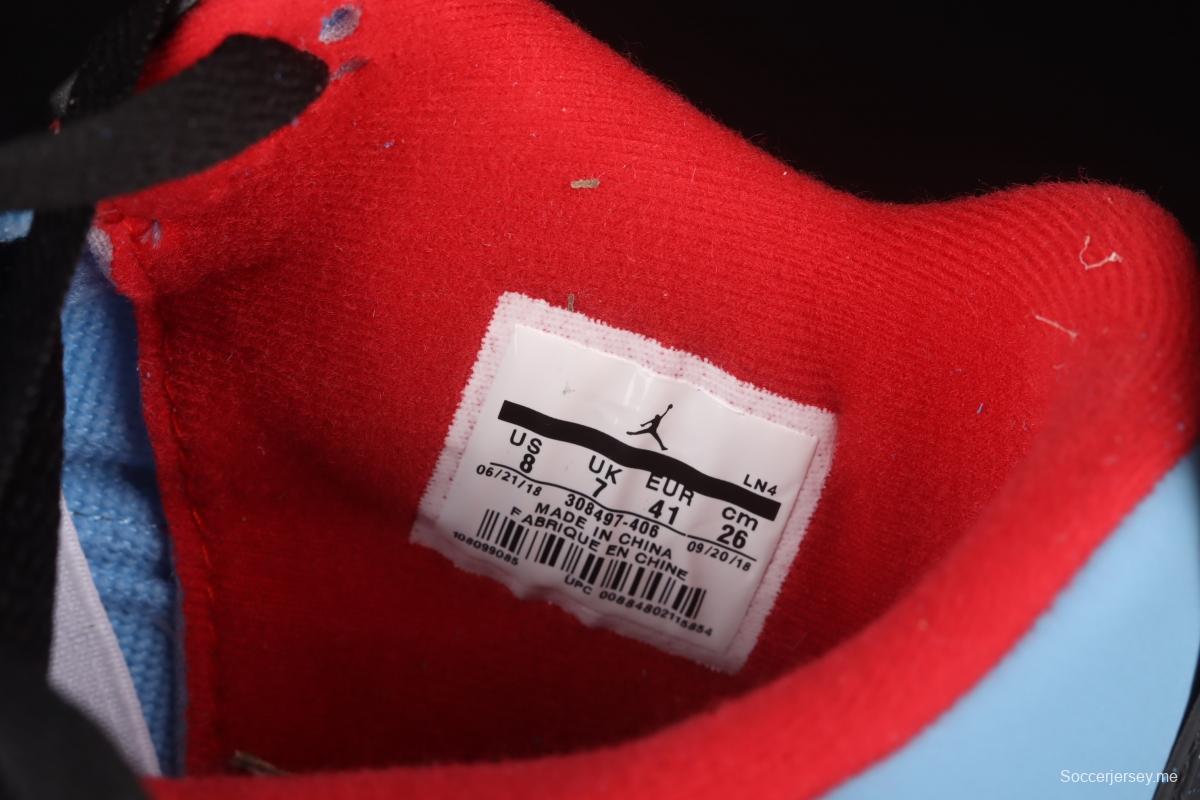 LN4
US UK EUR cm
8 7 41 26
06/21/18 308497-406 09/20/18
MADE IN CHINA
FABRIQUE EN CHINE
108099085
UPC 00884802115854
Soccerjersey.me